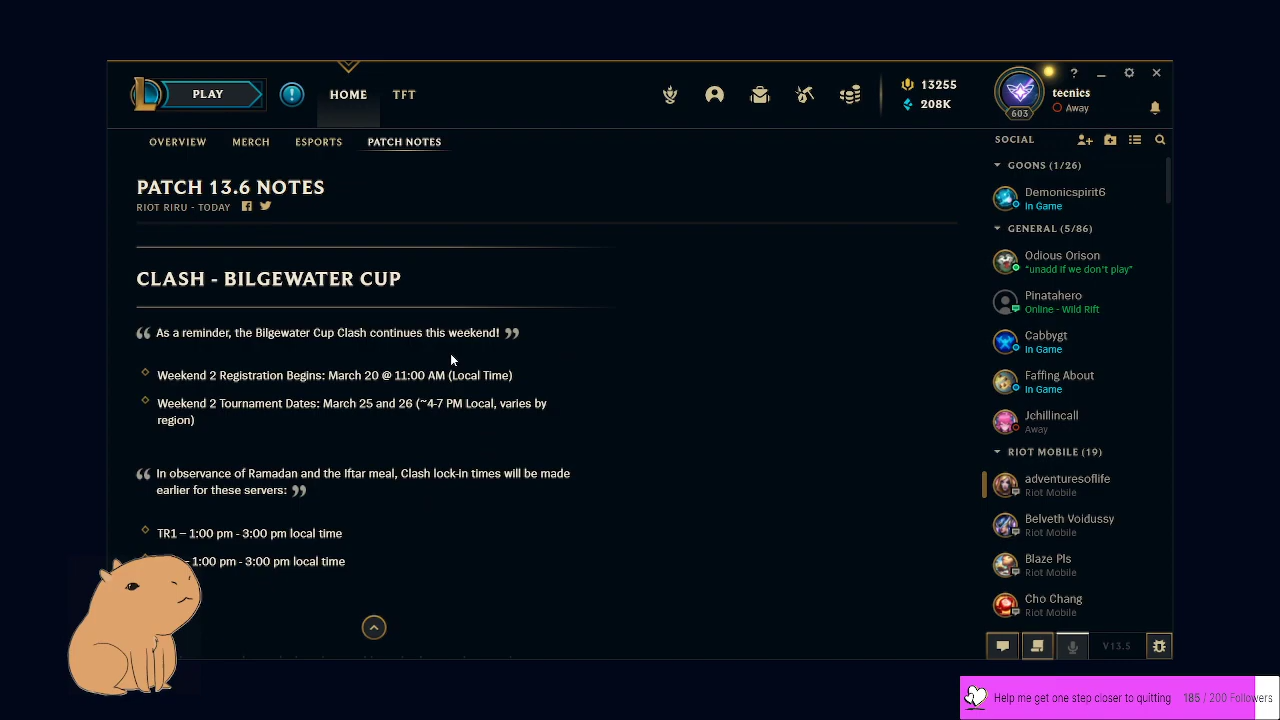 PLAY
HOME
TFT
13255
208K
603
tecnics
Away
OVERVIEW
MERCH
ESPORTS
PATCH NOTES
PATCH 13.6 NOTES
RIOT RIRU - TODAY
CLASH - BILGEWATER CUP
As a reminder, the Bilgewater Cup Clash continues this weekend!
Weekend 2 Registration Begins: March 20 @ 11:00 AM (Local Time)
Weekend 2 Tournament Dates: March 25 and 26 (~4-7 PM Local, varies by
region)
In observance of Ramadan and the Iftar meal, Clash lock-in times will be made
earlier for these servers:
TR1 – 1:00 pm - 3:00 pm local time
– 1:00 pm - 3:00 pm local time
SOCIAL
GOONS (1/26)
Demonicspirit6
In Game
GENERAL (5/86)
Odious Orison
"unadd if we don't play"
Pinatahero
Online - Wild Rift
Cabbygt
In Game
Faffing About
In Game
Jchillincall
Away
RIOT MOBILE (19)
adventuresoflife
Riot Mobile
Belveth Voidussy
Riot Mobile
Blaze Pls
Riot Mobile
Cho Chang
Riot Mobile
V13.5
Help me get one step closer to quitting 185 / 200 Followers